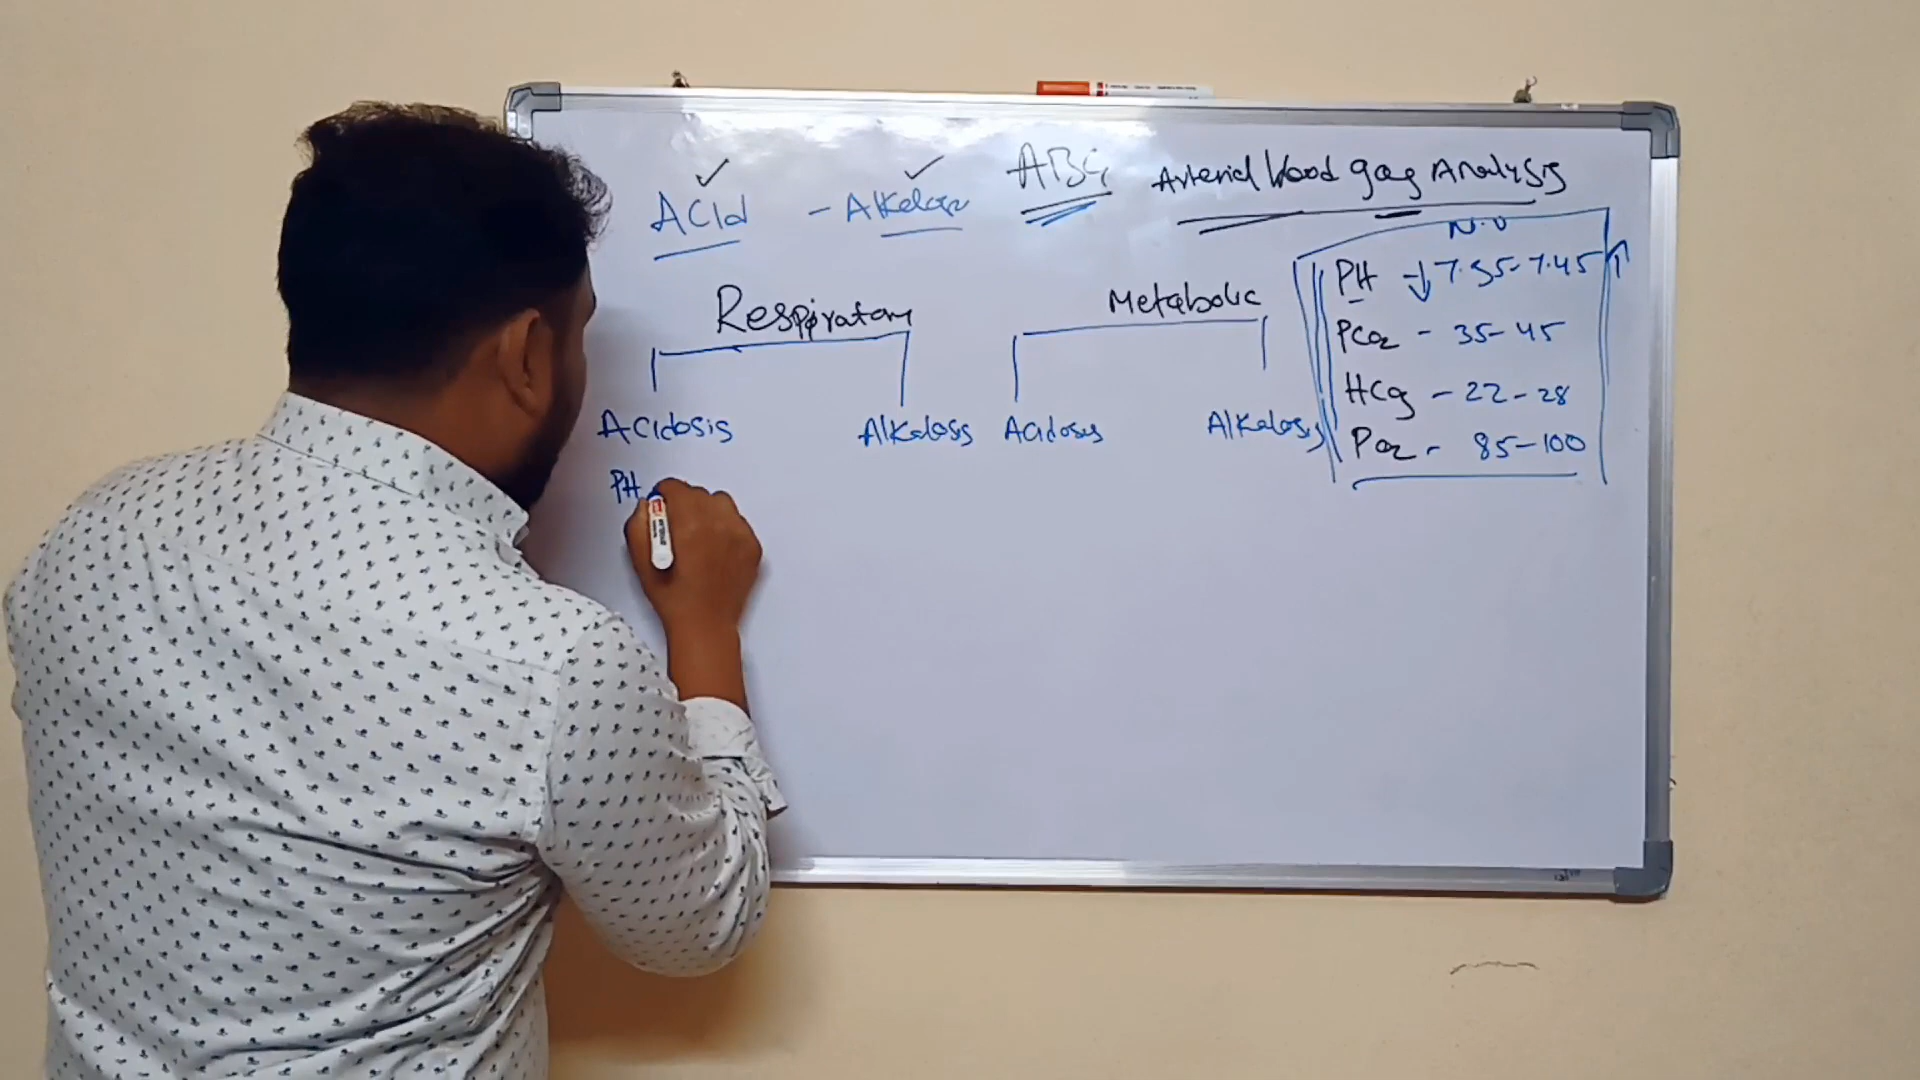 ACId - Alkalosis ABG Arterial blood gas Analysis
N.V
Respiratory Metabolic
PH ↓ 7.35-7.45 ↑
PCO2 - 35-45
HCO3 - 22-28
PO2 - 85-100
Acidosis Alkalosis Acidosis Alkalosis
PH